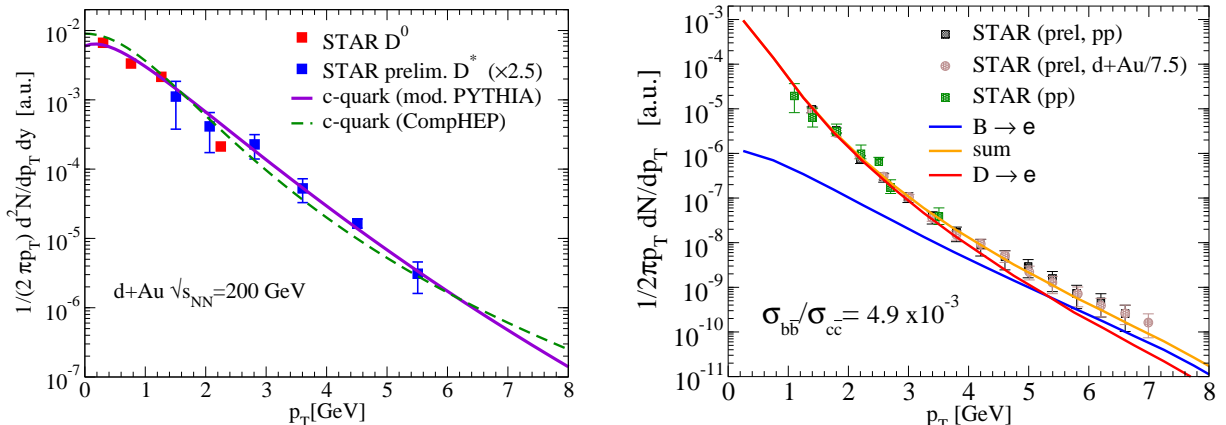 10⁻²
10⁻³
10⁻⁴
10⁻⁵
10⁻⁶
10⁻⁷
1/(2 πp_T) d²N/dp_T dy [a.u.]
STAR D⁰
STAR prelim. D* (×2.5)
c-quark (mod. PYTHIA)
c-quark (CompHEP)
d+Au √s_NN=200 GeV
0 1 2 3 4 5 6 7 8
p_T[GeV]
10⁻³
10⁻⁴
10⁻⁵
10⁻⁶
10⁻⁷
10⁻⁸
10⁻⁹
10⁻¹⁰
10⁻¹¹
1/2πp_T dN/dp_T [a.u.]
STAR (prel, pp)
STAR (prel, d+Au/7.5)
STAR (pp)
B → e
sum
D → e
σ_bb̅/σ_cc̅= 4.9 x10⁻³
0 1 2 3 4 5 6 7 8
p_T [GeV]